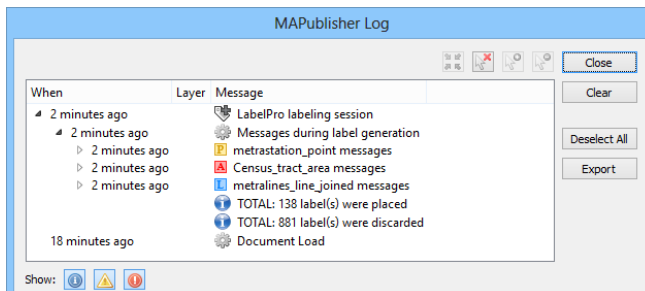 MAPublisher Log
Close
When Layer Message
Clear
2 minutes ago LabelPro labeling session
2 minutes ago Messages during label generation
Deselect All
2 minutes ago P metrastation_point messages
2 minutes ago A Census_tract_area messages
Export
2 minutes ago L metralines_line_joined messages
TOTAL: 138 label(s) were placed
TOTAL: 881 label(s) were discarded
18 minutes ago Document Load
Show: